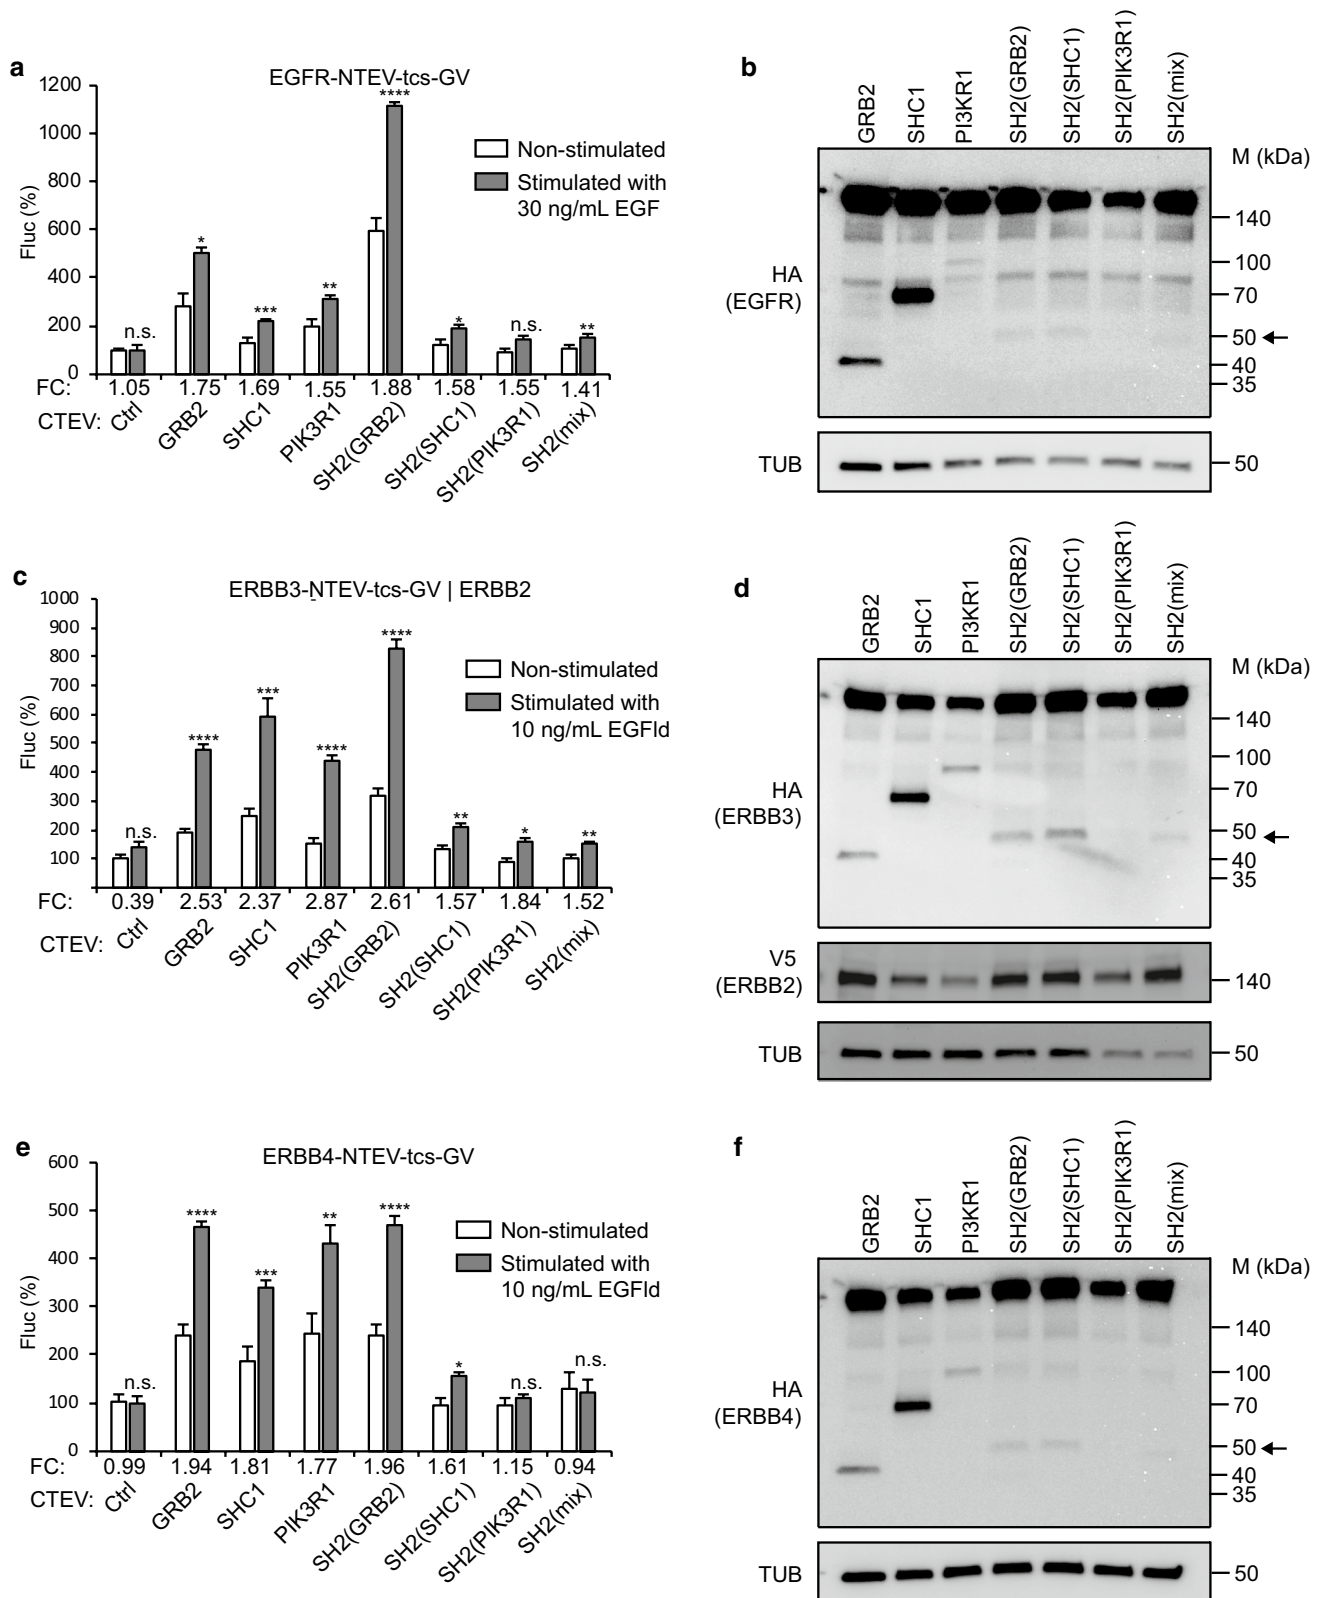 a
EGFR-NTEV-tcs-GV
Fluc (%)
1200
1000
800
600
400
200
0
Non-stimulated
Stimulated with
30 ng/mL EGF
n.s. * *** ** **** * n.s. **
FC: 1.05 1.75 1.69 1.55 1.88 1.58 1.55 1.41
CTEV: Ctrl GRB2 SHC1 PIK3R1 SH2(GRB2) SH2(SHC1) SH2(PIK3R1) SH2(mix)
b
GRB2 SHC1 PI3KR1 SH2(GRB2) SH2(SHC1) SH2(PIK3R1) SH2(mix)
M (kDa)
HA
(EGFR)
140
100
70
50
40
35
TUB
50
c
ERBB3-NTEV-tcs-GV | ERBB2
Fluc (%)
1000
900
800
700
600
500
400
300
200
100
Non-stimulated
Stimulated with
10 ng/mL EGFld
n.s. **** *** **** **** ** * **
FC: 0.39 2.53 2.37 2.87 2.61 1.57 1.84 1.52
CTEV: Ctrl GRB2 SHC1 PIK3R1 SH2(GRB2) SH2(SHC1) SH2(PIK3R1) SH2(mix)
d
GRB2 SHC1 PI3KR1 SH2(GRB2) SH2(SHC1) SH2(PIK3R1) SH2(mix)
M (kDa)
HA
(ERBB3)
140
100
70
50
40
35
V5
(ERBB2)
140
TUB
50
e
ERBB4-NTEV-tcs-GV
Fluc (%)
600
500
400
300
200
100
0
Non-stimulated
Stimulated with
10 ng/mL EGFld
n.s. **** *** ** **** * n.s. n.s.
FC: 0.99 1.94 1.81 1.77 1.96 1.61 1.15 0.94
CTEV: Ctrl GRB2 SHC1 PIK3R1 SH2(GRB2) SH2(SHC1) SH2(PIK3R1) SH2(mix)
f
GRB2 SHC1 PI3KR1 SH2(GRB2) SH2(SHC1) SH2(PIK3R1) SH2(mix)
M (kDa)
HA
(ERBB4)
140
100
70
50
40
35
TUB
50